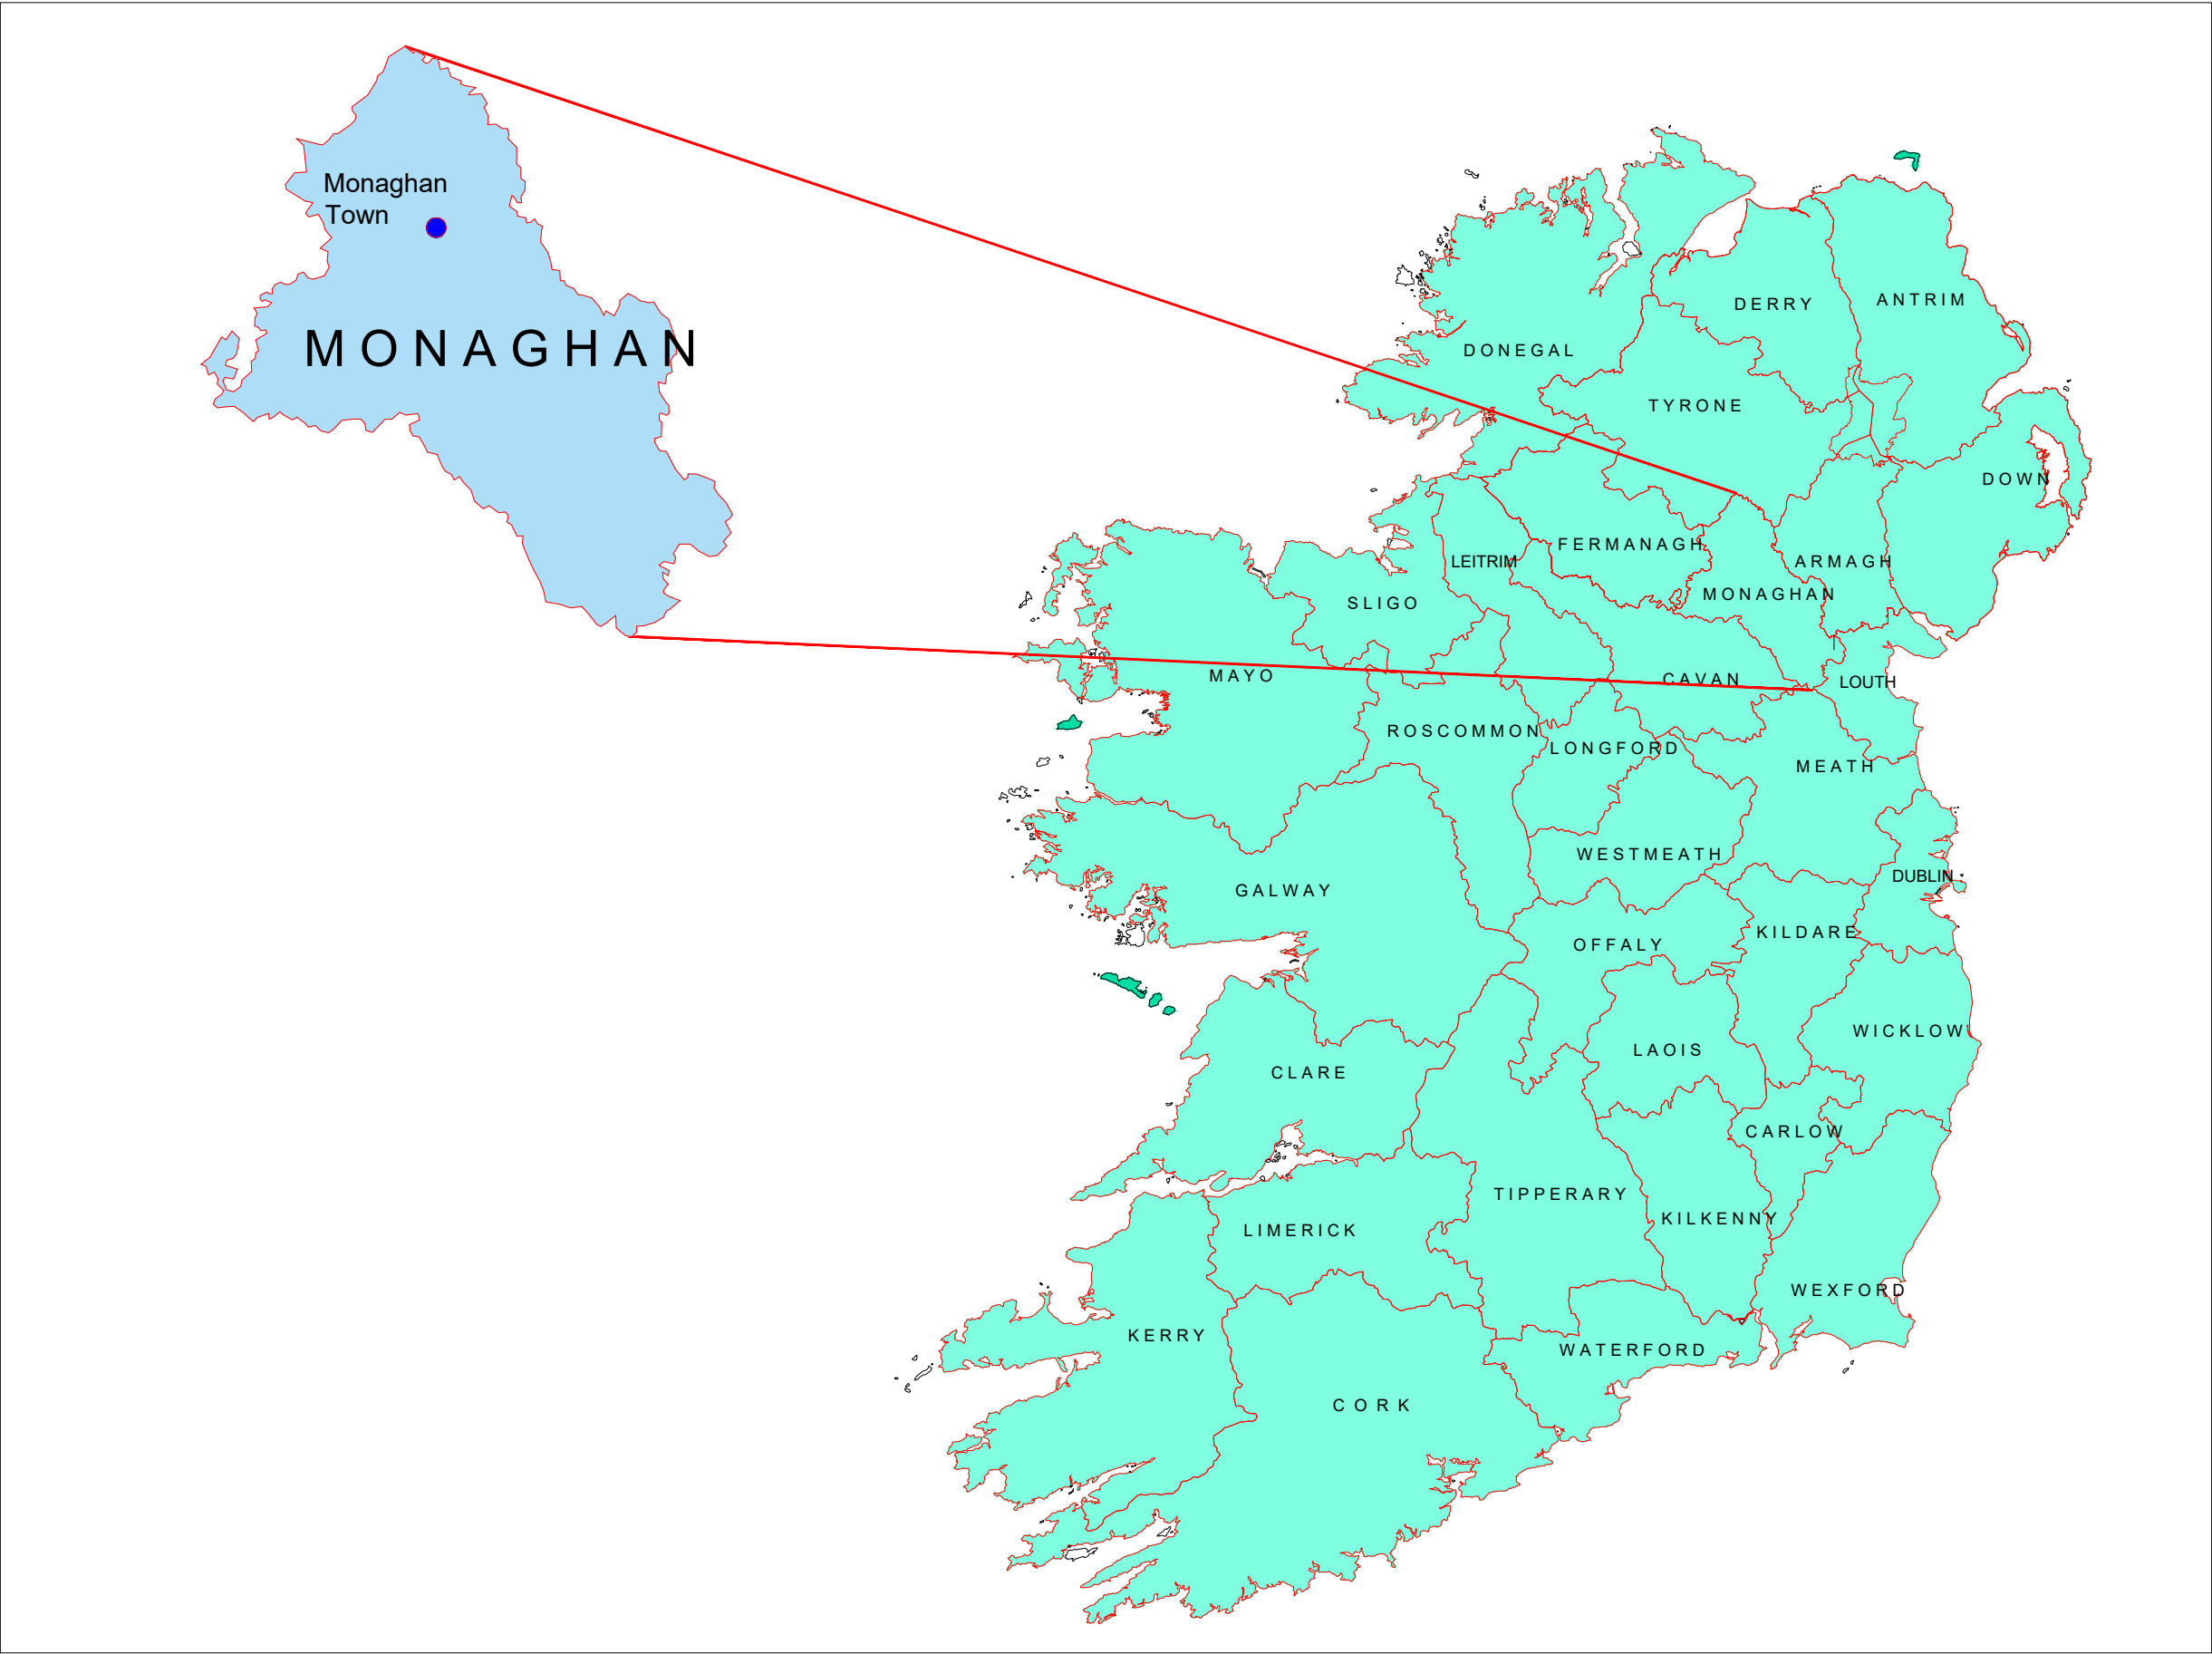 Monaghan
Town
MONAGHAN
DERRY
ANTRIM
DONEGAL
TYRONE
DOWN
FERMANAGH
LEITRIM
ARMAGH
MONAGHAN
SLIGO
MAYO
CAVAN
LOUTH
ROSCOMMON
LONGFORD
MEATH
WESTMEATH
DUBLIN
GALWAY
KILDARE
OFFALY
WICKLOW
LAOIS
CLARE
CARLOW
TIPPERARY
KILKENNY
LIMERICK
WEXFORD
KERRY
WATERFORD
CORK